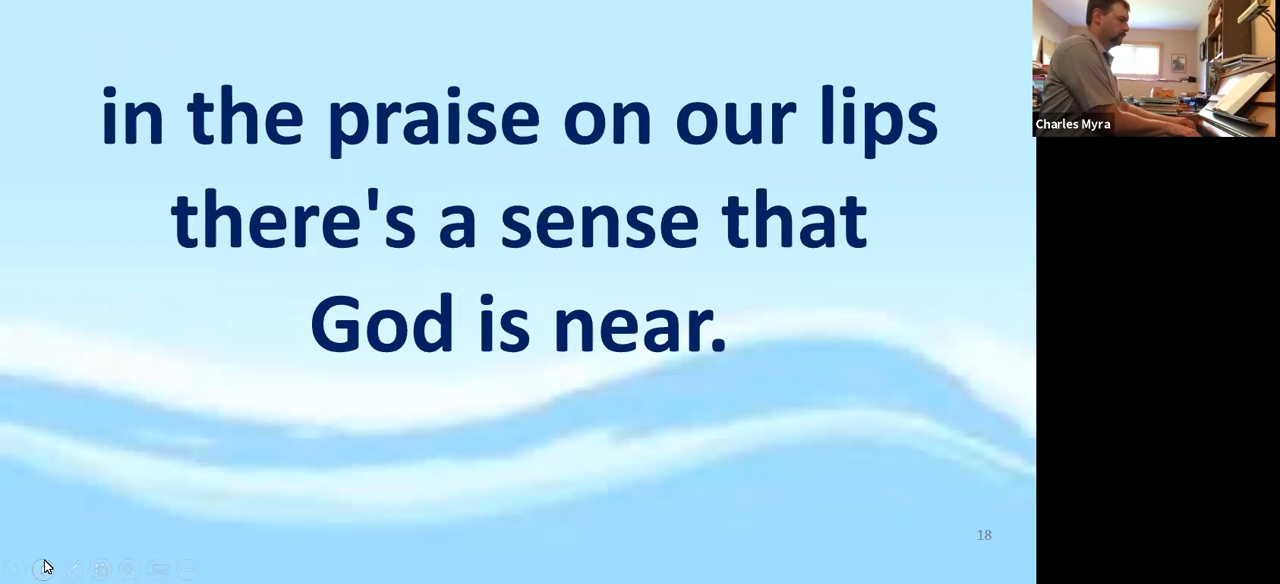 in the praise on our lips
there's a sense that
God is near.
18
Charles Myra